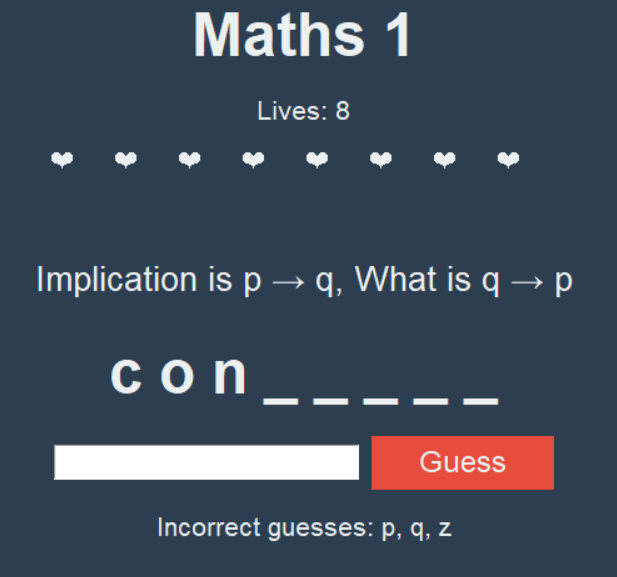 Maths 1
Lives: 8
Implication is p → q, What is q → p
c o n _ _ _ _ _
Guess
Incorrect guesses: p, q, z